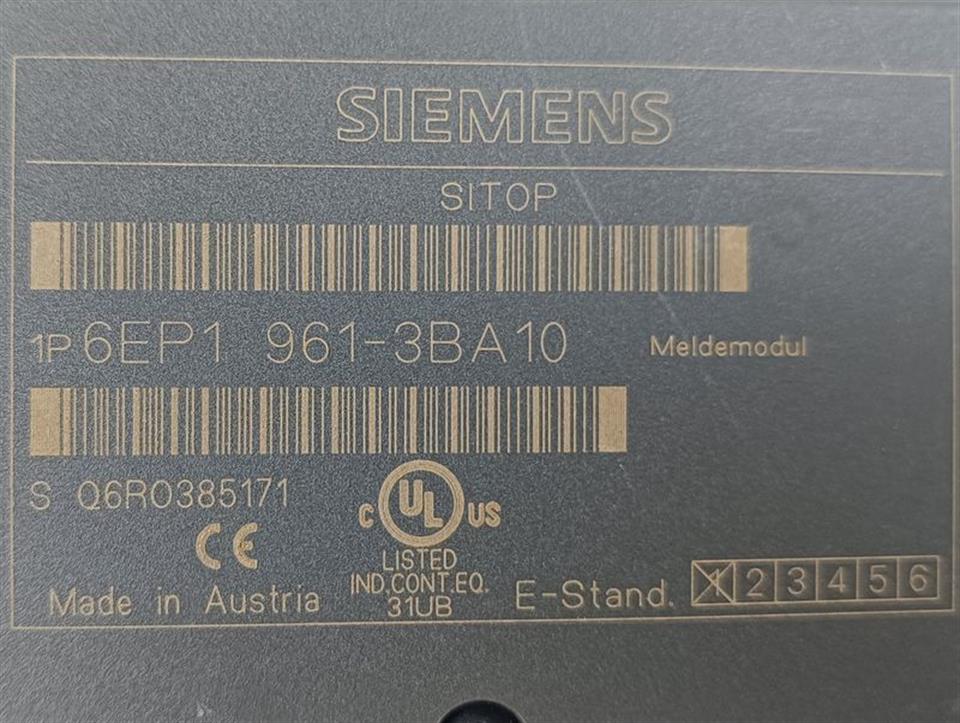 SIEMENS
SITOP
1P 6EP1 961-3BA10 Meldemodul
S Q6R0385171
C UL US
LISTED
IND.CONT.EQ.
31UB
CE
Made in Austria
E-Stand. 1 2 3 4 5 6